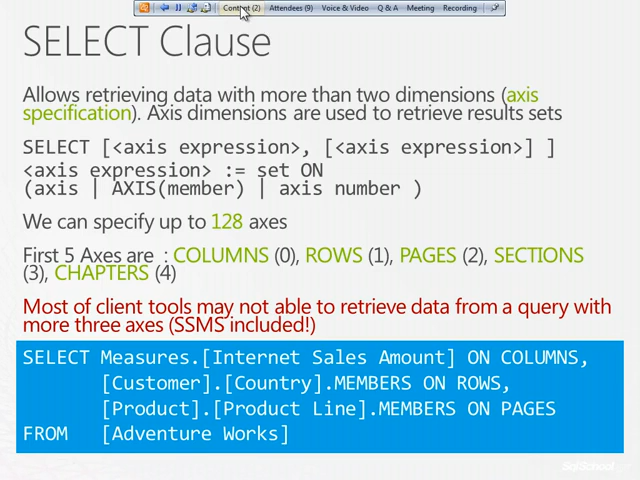 Content (2) Attendees (9) Voice & Video Q & A Meeting Recording
SELECT Clause
Allows retrieving data with more than two dimensions (axis
specification). Axis dimensions are used to retrieve results sets
SELECT [<axis expression>, [<axis expression>] ]
<axis expression> := set ON
(axis | AXIS(member) | axis number )
We can specify up to 128 axes
First 5 Axes are : COLUMNS (0), ROWS (1), PAGES (2), SECTIONS
(3), CHAPTERS (4)
Most of client tools may not able to retrieve data from a query with
more three axes (SSMS included!)
SELECT Measures.[Internet Sales Amount] ON COLUMNS,
[Customer].[Country].MEMBERS ON ROWS,
[Product].[Product Line].MEMBERS ON PAGES
FROM [Adventure Works]
SqlSchool